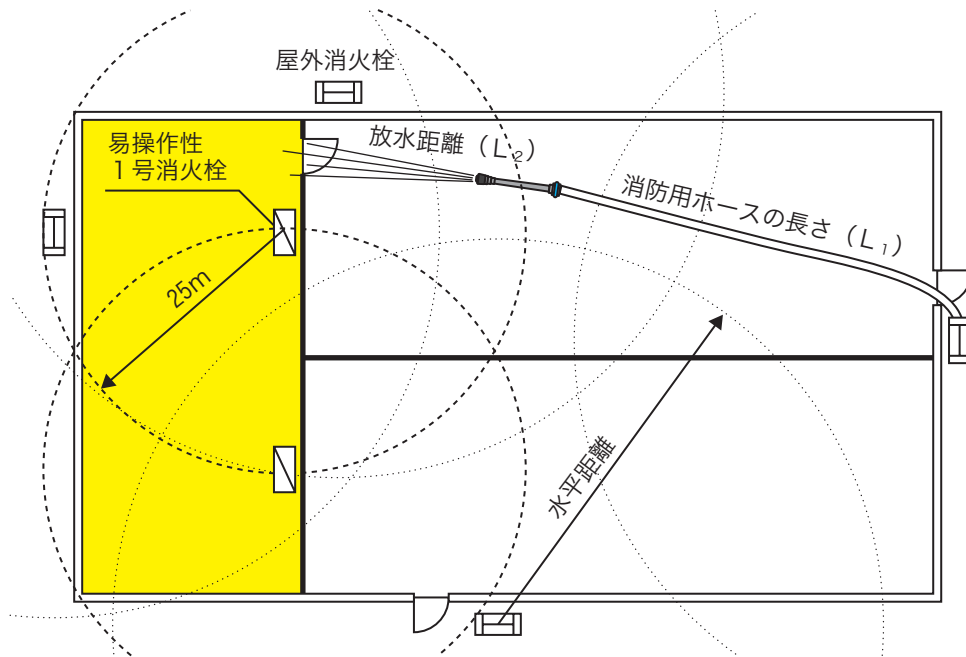 屋外消火栓
易操作性
１号消火栓
放水距離（Ｌ₂）
消防用ホースの長さ（Ｌ₁）
25m
水平距離